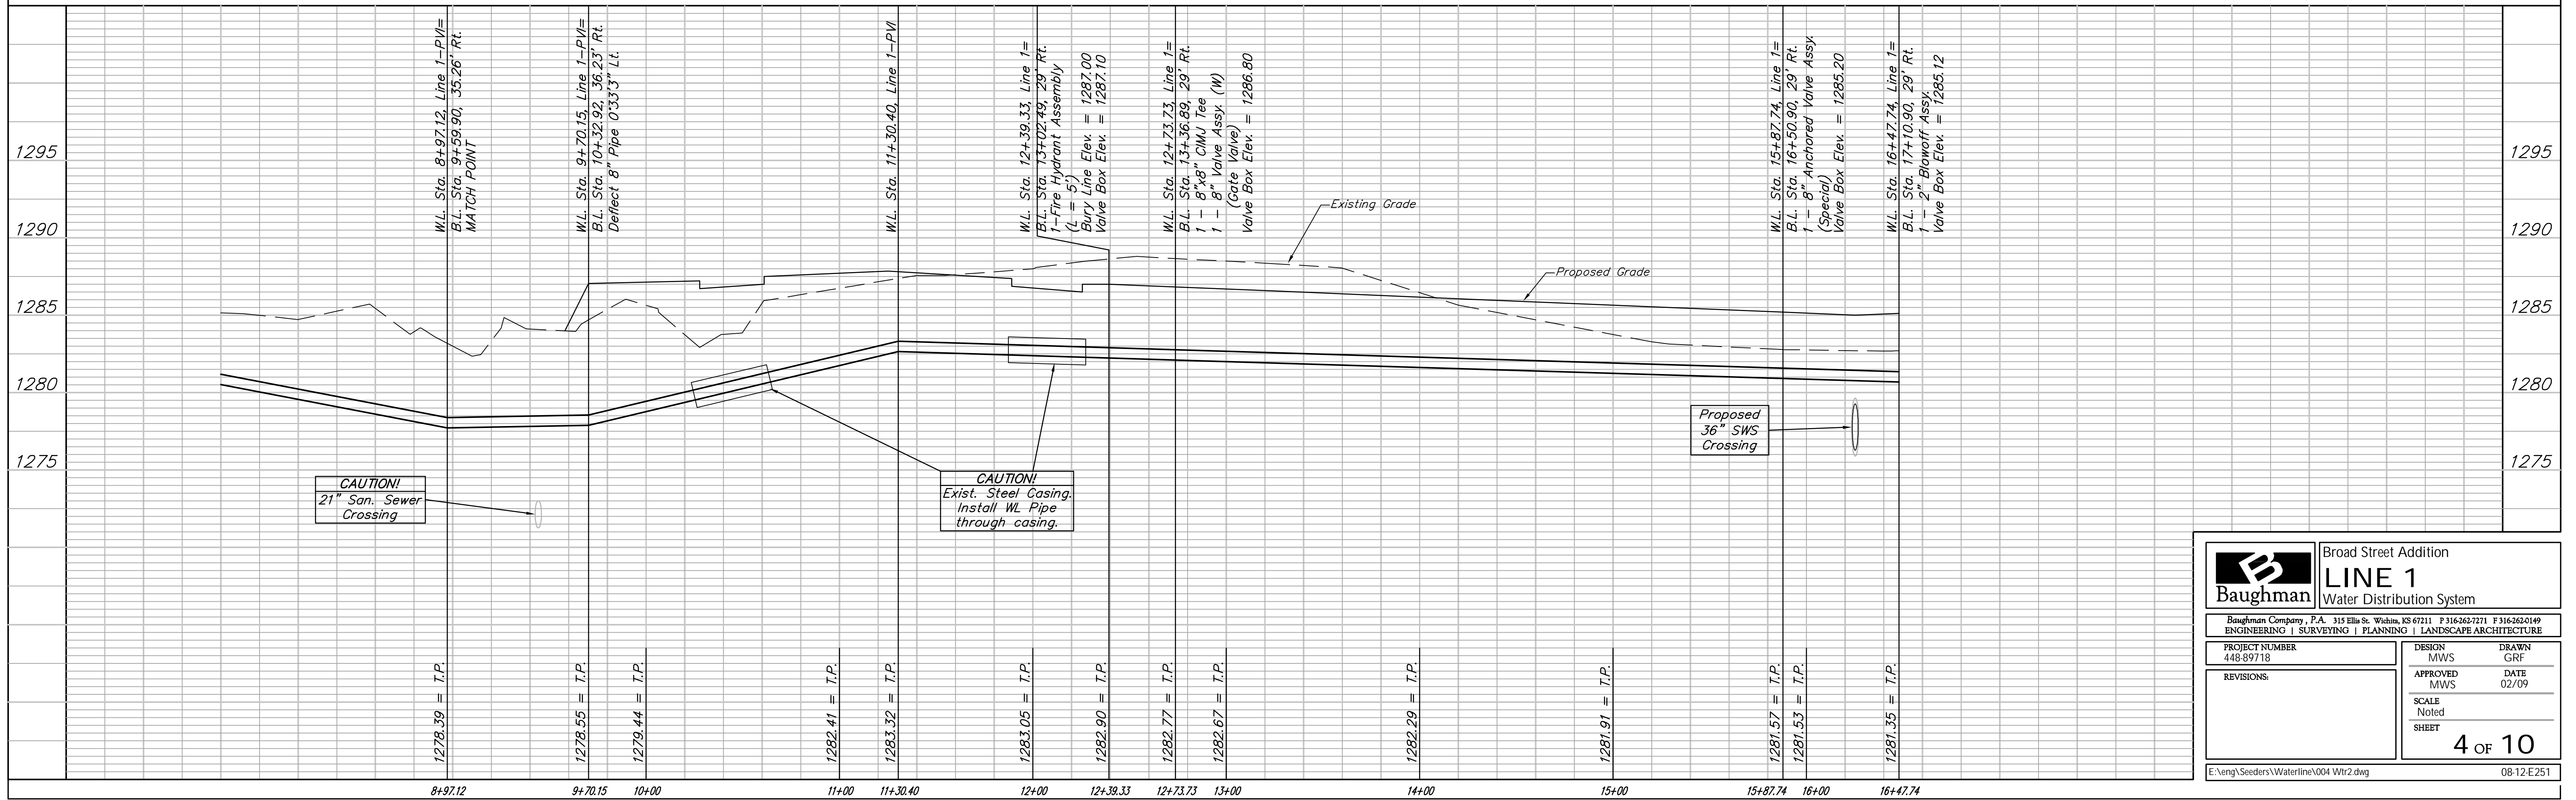 W.L. Sta. 8+97.12, Line 1-PVI=
B.L. Sta. 9+59.90, 35.26' Rt.
MATCH POINT
W.L. Sta. 9+70.15, Line 1-PVI=
B.L. Sta. 10+32.92, 36.23' Rt.
Deflect 8" Pipe 0°33'3" Lt.
W.L. Sta. 11+30.40, Line 1-PVI
W.L. Sta. 12+39.33, Line 1=
B.L. Sta. 13+02.49, 29' Rt.
1-Fire Hydrant Assembly
(L = 5')
Bury Line Elev. = 1287.00
Valve Box Elev. = 1287.10
W.L. Sta. 12+73.73, Line 1=
B.L. Sta. 13+36.89, 29' Rt.
1 - 8"x8" CIMJ Tee
1 - 8" Valve Assy. (W)
(Gate Valve)
Valve Box Elev. = 1286.80
W.L. Sta. 15+87.74, Line 1=
B.L. Sta. 16+50.90, 29' Rt.
1 - 8" Anchored Valve Assy.
(Special)
Valve Box Elev. = 1285.20
W.L. Sta. 16+47.74, Line 1=
B.L. Sta. 17+10.90, 29' Rt.
1 - 2" Blowoff Assy.
Valve Box Elev. = 1285.12
1295
1295
1290
1290
1285
1285
1280
1280
1275
1275
Existing Grade
Proposed Grade
Proposed
36" SWS
Crossing
CAUTION!
21" San. Sewer
Crossing
CAUTION!
Exist. Steel Casing.
Install WL Pipe
through casing.
1278.39 = T.P.
1278.55 = T.P.
1279.44 = T.P.
1282.41 = T.P.
1283.32 = T.P.
1283.05 = T.P.
1282.90 = T.P.
1282.77 = T.P.
1282.67 = T.P.
1282.29 = T.P.
1281.91 = T.P.
1281.57 = T.P.
1281.53 = T.P.
1281.35 = T.P.
8+97.12 9+70.15 10+00 11+00 11+30.40 12+00 12+39.33 12+73.73 13+00 14+00 15+00 15+87.74 16+00 16+47.74
B
Baughman
Broad Street Addition
LINE 1
Water Distribution System
Baughman Company, P.A. 315 Ellis St. Wichita, KS 67211 P 316-262-7271 F 316-262-0149
ENGINEERING | SURVEYING | PLANNING | LANDSCAPE ARCHITECTURE
PROJECT NUMBER
448-89718
REVISIONS:
DESIGN DRAWN
MWS GRF
APPROVED DATE
MWS 02/09
SCALE
Noted
SHEET
4 OF 10
E:\eng\Seeders\Waterline\004 Wtr2.dwg 08-12-E251